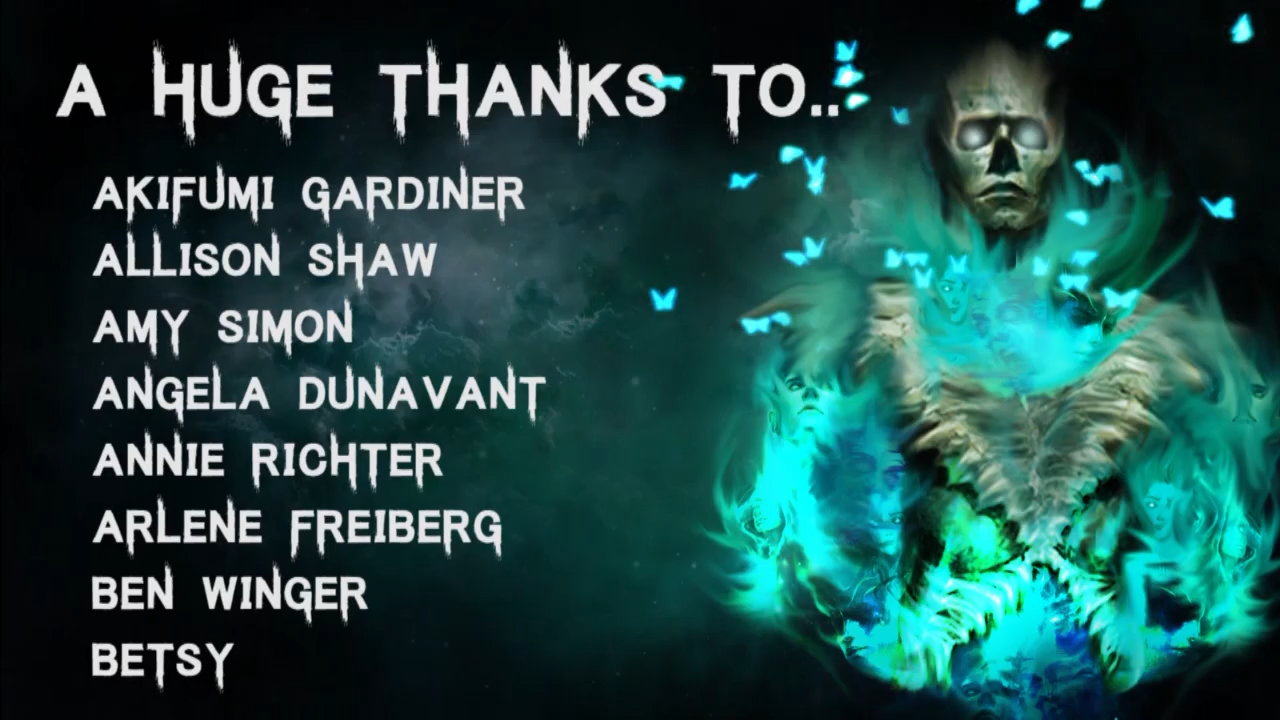 A HUGE THANKS TO..
AKIFUMI GARDINER
ALLISON SHAW
AMY SIMON
ANGELA DUNAVANT
ANNIE RICHTER
ARLENE FREIBERG
BEN WINGER
BETSY